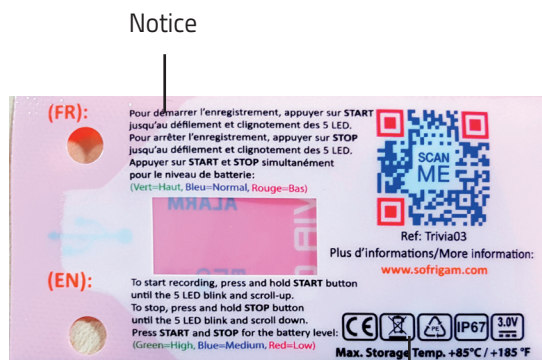 Notice
(FR):
Pour démarrer l'enregistrement, appuyer sur START
jusqu'au défilement et clignotement des 5 LED.
Pour arrêter l'enregistrement, appuyer sur STOP
jusqu'au défilement et clignotement des 5 LED.
Appuyer sur START et STOP simultanément
pour le niveau de batterie:
(Vert=Haut, Bleu=Normal, Rouge=Bas)
SCAN
ME
ALARM
Ref: Trivia03
Plus d'informations/More information:
www.sofrigam.com
(EN):
To start recording, press and hold START button
until the 5 LED blink and scroll-up.
To stop, press and hold STOP button
until the 5 LED blink and scroll down.
Press START and STOP for the battery level:
(Green=High, Blue=Medium, Red=Low)
CE
PE
IP67
3.0V
Max. Storage Temp. +85°C / +185 °F